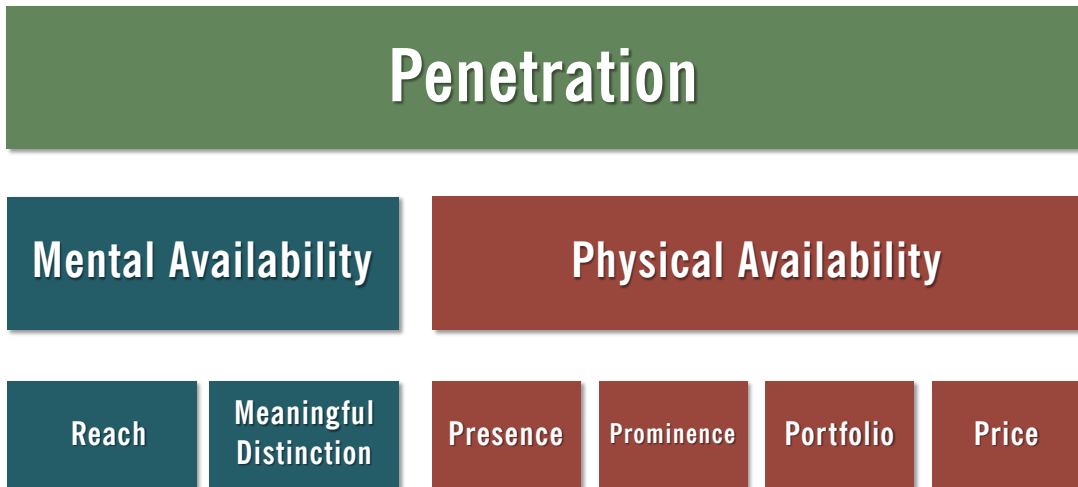 Penetration
Mental Availability
Physical Availability
Reach
Meaningful
Distinction
Presence
Prominence
Portfolio
Price